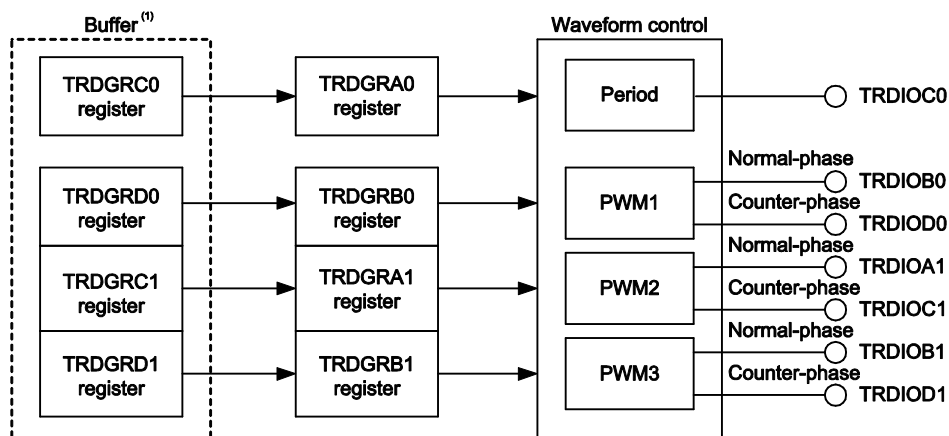 Buffer (1)
Waveform control
TRDGRC0
register
TRDGRA0
register
Period
TRDIOC0
TRDGRD0
register
TRDGRB0
register
PWM1
Normal-phase
TRDIOB0
Counter-phase
TRDIOD0
TRDGRC1
register
TRDGRA1
register
PWM2
Normal-phase
TRDIOA1
Counter-phase
TRDIOC1
TRDGRD1
register
TRDGRB1
register
PWM3
Normal-phase
TRDIOB1
Counter-phase
TRDIOD1